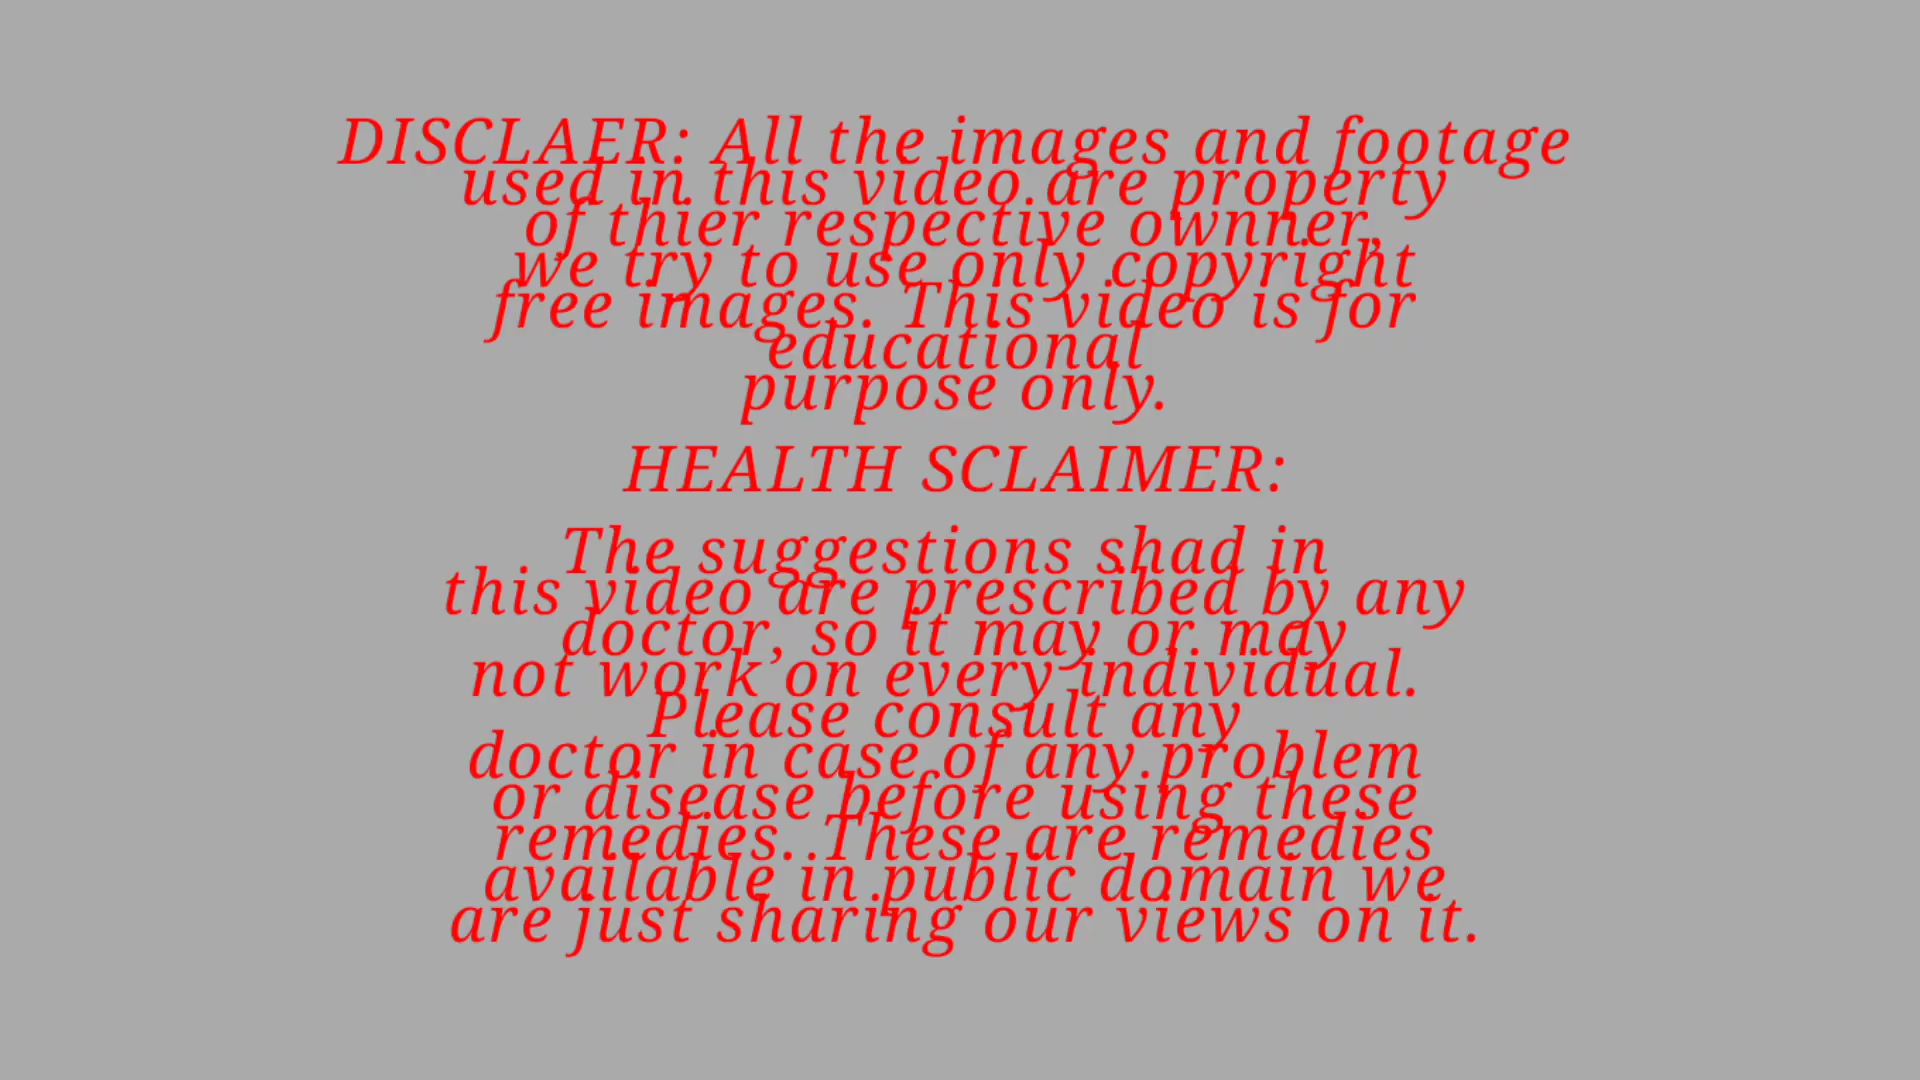 DISCLAER: All the images and footage
used in this video are property
of thier respective ownner,
we try to use only copyright
free images. This video is for
educational
purpose only.
HEALTH SCLAIMER:
The suggestions shad in
this video are prescribed by any
doctor, so it may or may
not work on every individual.
Please consult any
doctor in case of any problem
or disease before using these
remedies. These are remedies
available in public domain we
are just sharing our views on it.